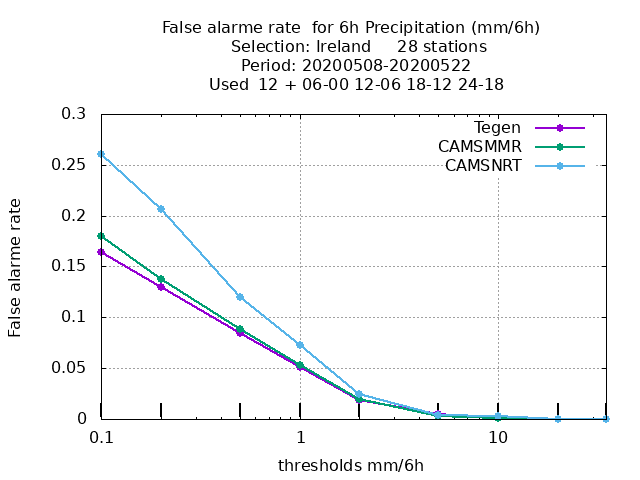 False alarme rate  for 6h Precipitation (mm/6h)
Selection: Ireland     28 stations
Period: 20200508-20200522
Used  12 + 06-00 12-06 18-12 24-18
Tegen
CAMSMMR
CAMSNRT
False alarme rate
0.3
0.25
0.2
0.15
0.1
0.05
0
0.1 1 10
thresholds mm/6h